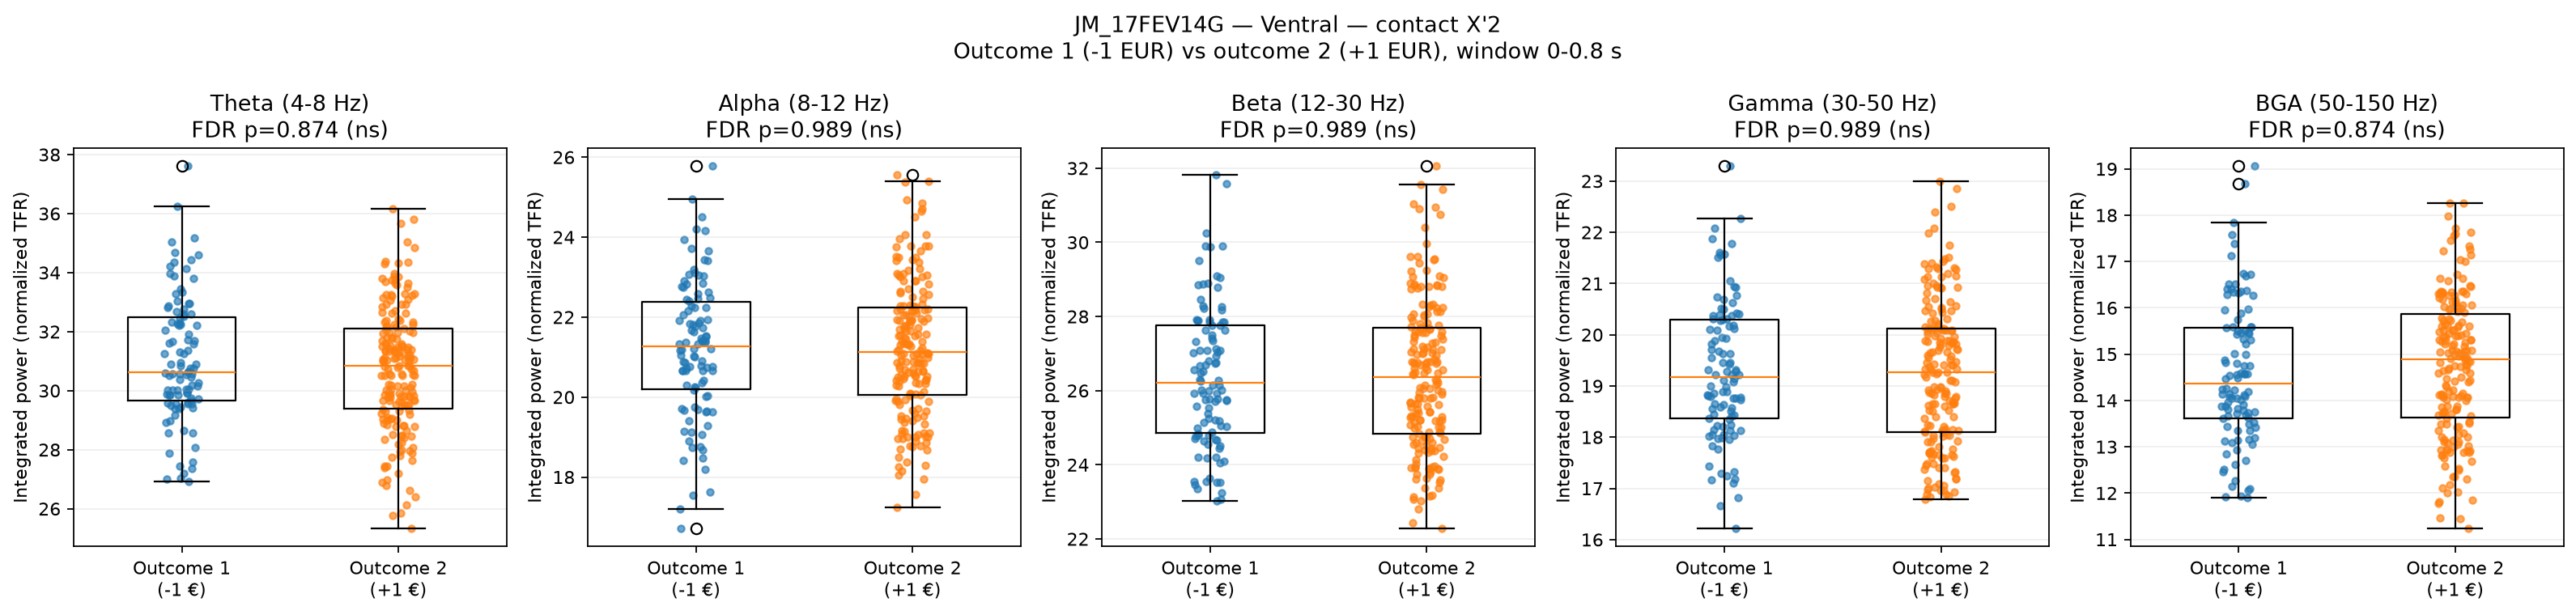 JM_17FEV14G — Ventral — contact X'2
Outcome 1 (-1 EUR) vs outcome 2 (+1 EUR), window 0-0.8 s
Theta (4-8 Hz)
FDR p=0.874 (ns)
Integrated power (normalized TFR)
38
36
34
32
30
28
26
Outcome 1
(-1 €)
Outcome 2
(+1 €)
Alpha (8-12 Hz)
FDR p=0.989 (ns)
Integrated power (normalized TFR)
26
24
22
20
18
Outcome 1
(-1 €)
Outcome 2
(+1 €)
Beta (12-30 Hz)
FDR p=0.989 (ns)
Integrated power (normalized TFR)
32
30
28
26
24
22
Outcome 1
(-1 €)
Outcome 2
(+1 €)
Gamma (30-50 Hz)
FDR p=0.989 (ns)
Integrated power (normalized TFR)
23
22
21
20
19
18
17
16
Outcome 1
(-1 €)
Outcome 2
(+1 €)
BGA (50-150 Hz)
FDR p=0.874 (ns)
Integrated power (normalized TFR)
19
18
17
16
15
14
13
12
11
Outcome 1
(-1 €)
Outcome 2
(+1 €)